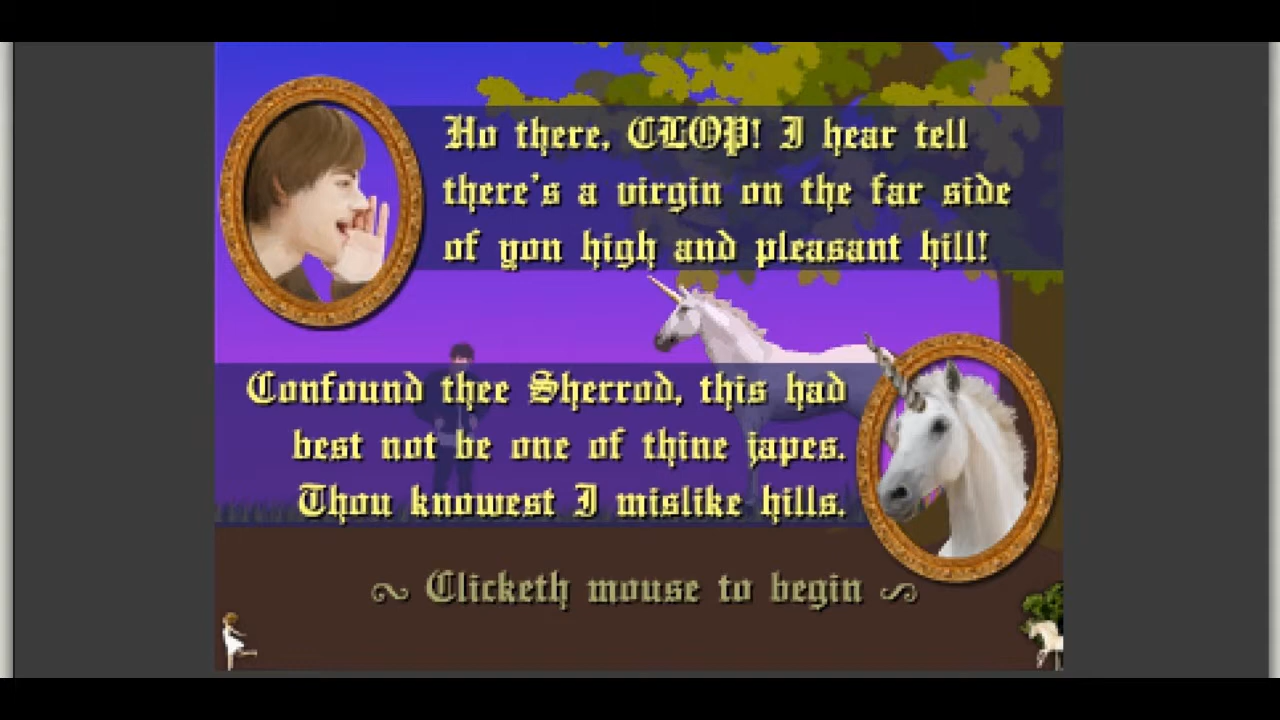 Ho there, CLOP! I hear tell
there's a virgin on the far side
of yon high and pleasant hill!
Confound thee Sherrod, this had
best not be one of thine japes.
Thou knowest I mislike hills.
~ Clicketh mouse to begin ~